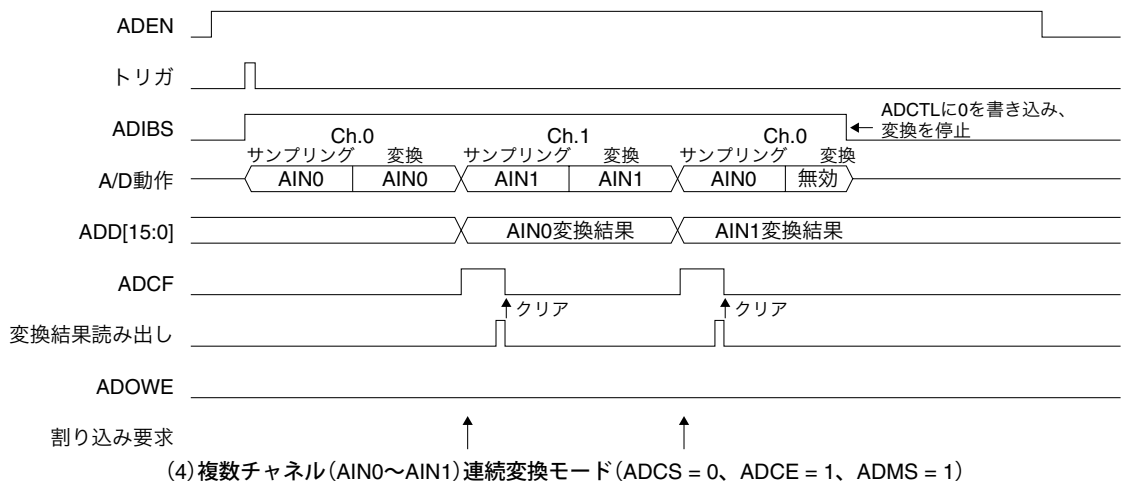 ADEN
トリガ
ADIBS
ADCTLに0を書き込み、
変換を停止
Ch.0 Ch.1 Ch.0
サンプリング 変換 サンプリング 変換 サンプリング 変換
A/D動作 AIN0 AIN0 AIN1 AIN1 AIN0 無効
ADD[15:0] AIN0変換結果 AIN1変換結果
ADCF
クリア クリア
変換結果読み出し
ADOWE
割り込み要求
(4)複数チャネル(AIN0～AIN1)連続変換モード(ADCS = 0、ADCE = 1、ADMS = 1)